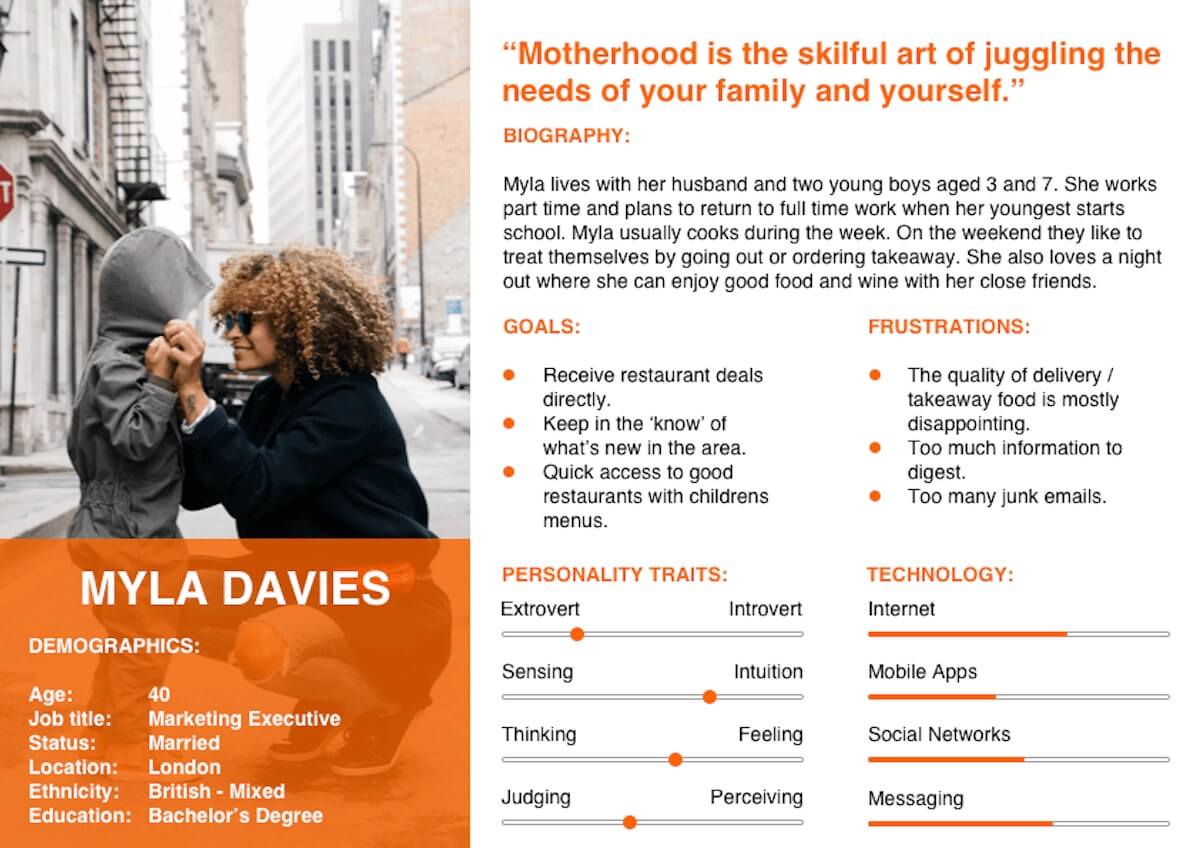 T
MYLA DAVIES
DEMOGRAPHICS:
Age: 40
Job title: Marketing Executive
Status: Married
Location: London
Ethnicity: British - Mixed
Education: Bachelor's Degree
“Motherhood is the skilful art of juggling the
needs of your family and yourself.”
BIOGRAPHY:
Myla lives with her husband and two young boys aged 3 and 7. She works
part time and plans to return to full time work when her youngest starts
school. Myla usually cooks during the week. On the weekend they like to
treat themselves by going out or ordering takeaway. She also loves a night
out where she can enjoy good food and wine with her close friends.
GOALS:
Receive restaurant deals
directly.
Keep in the ‘know’ of
what’s new in the area.
Quick access to good
restaurants with childrens
menus.
FRUSTRATIONS:
The quality of delivery /
takeaway food is mostly
disappointing.
Too much information to
digest.
Too many junk emails.
PERSONALITY TRAITS:
Extrovert Introvert
Sensing Intuition
Thinking Feeling
Judging Perceiving
TECHNOLOGY:
Internet
Mobile Apps
Social Networks
Messaging